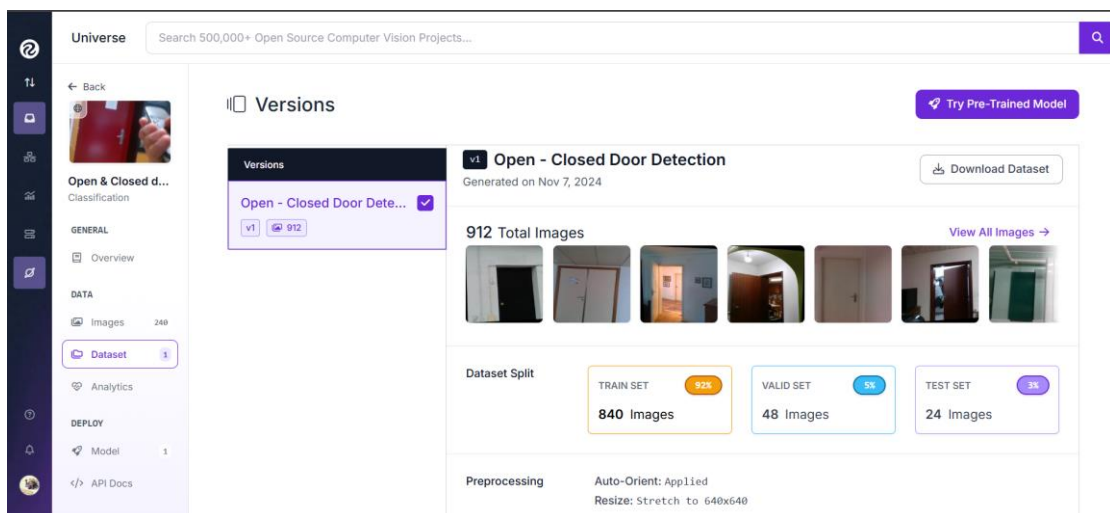 Universe
Search 500,000+ Open Source Computer Vision Projects...
← Back
Open & Closed d...
Classification
GENERAL
Overview
DATA
Images 240
Dataset 1
Analytics
DEPLOY
Model 1
</> API Docs
Versions
Try Pre-Trained Model
Versions
Open - Closed Door Dete...
v1 912
v1 Open - Closed Door Detection
Generated on Nov 7, 2024
Download Dataset
912 Total Images
View All Images →
Dataset Split
TRAIN SET 92%
840 Images
VALID SET 5%
48 Images
TEST SET 3%
24 Images
Preprocessing
Auto-Orient: Applied
Resize: Stretch to 640x640